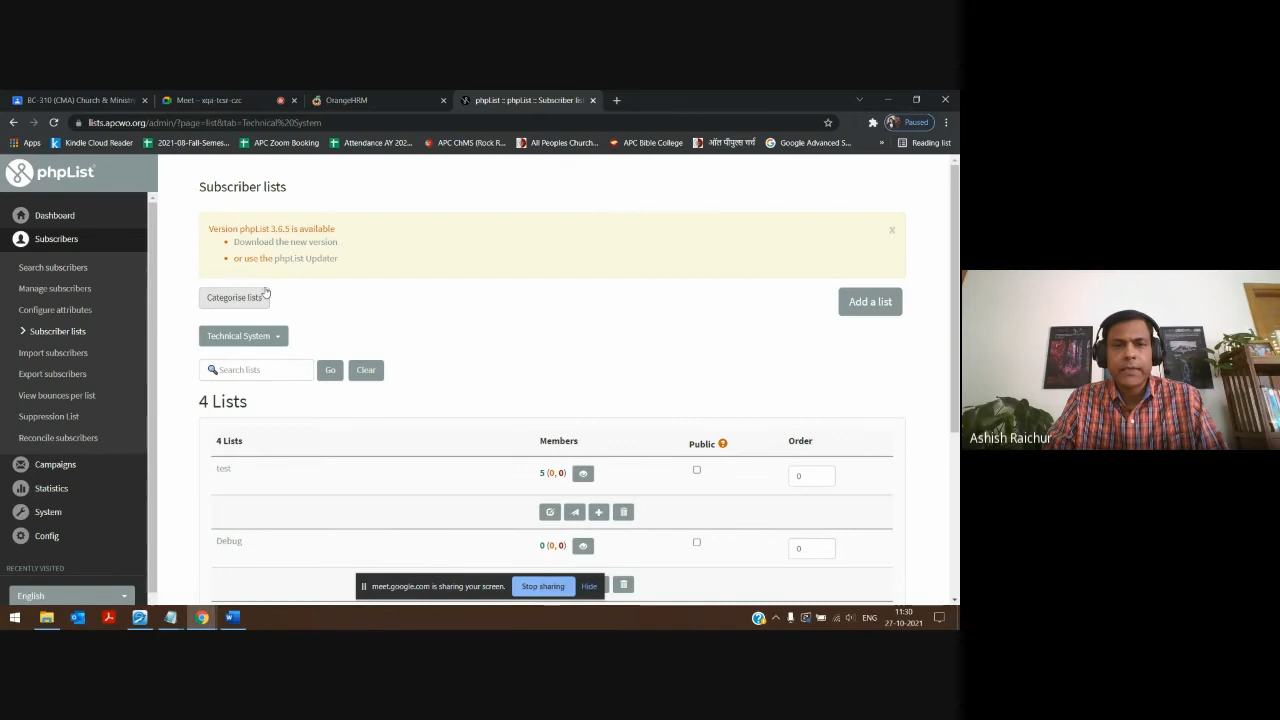 BC-310 (CMA) Church & Ministry
Meet – xqa-tcsr-czc
OrangeHRM
phpList :: phpList :: Subscriber lis
lists.apcwo.org/admin/?page=list&tab=Technical%20System
Paused
Apps
Kindle Cloud Reader
2021-08-Fall-Semes...
APC Zoom Booking
Attendance AY 202...
APC ChMS (Rock R...
All Peoples Church...
APC Bible College
ऑल पीपुल्स चर्च
Google Advanced S...
»
Reading list
phpList
Dashboard
Subscribers
Search subscribers
Manage subscribers
Configure attributes
Subscriber lists
Import subscribers
Export subscribers
View bounces per list
Suppression List
Reconcile subscribers
Campaigns
Statistics
System
Config
RECENTLY VISITED
English
Subscriber lists
Version phpList 3.6.5 is available
x
• Download the new version
• or use the phpList Updater
Categorise lists
Add a list
Technical System
Search lists
Go
Clear
4 Lists
4 Lists
Members
Public
Order
test
5 (0, 0)
0
Debug
0 (0, 0)
0
meet.google.com is sharing your screen.
Stop sharing
Hide
ENG
11:30
27-10-2021
Ashish Raichur